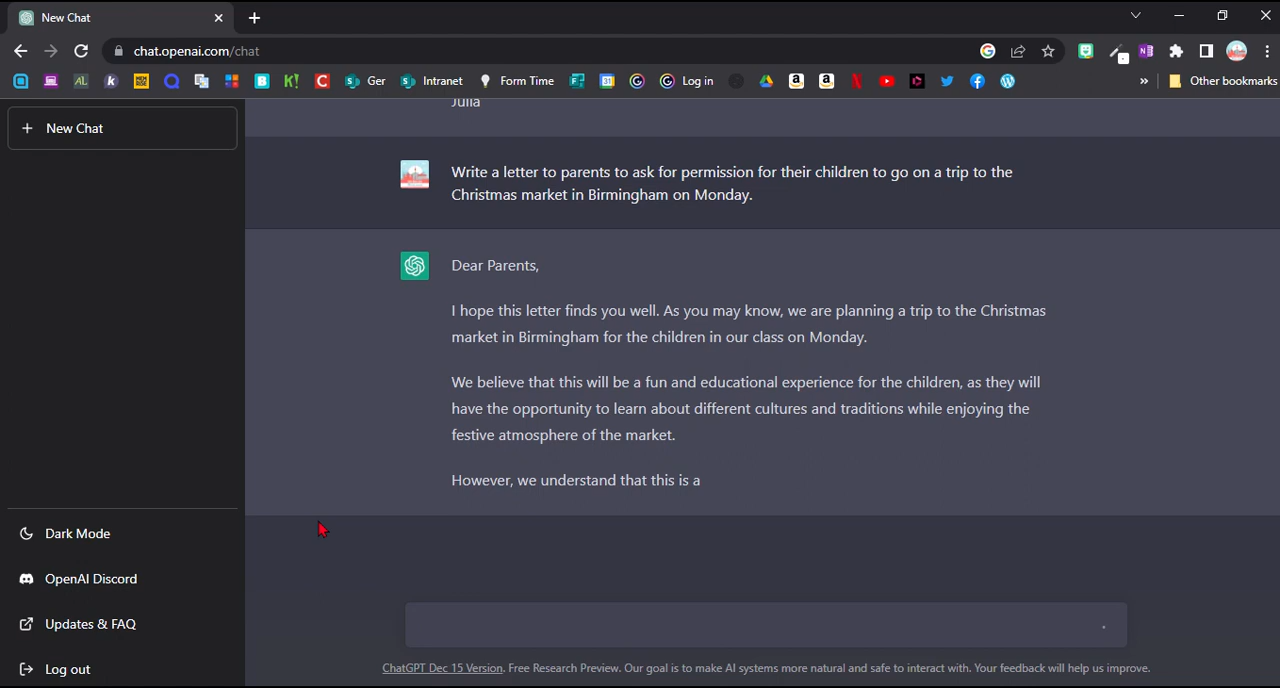 New Chat
chat.openai.com/chat
Ger
Intranet
Form Time
Log in
Other bookmarks
New Chat
Julia
Write a letter to parents to ask for permission for their children to go on a trip to the
Christmas market in Birmingham on Monday.
Dear Parents,
I hope this letter finds you well. As you may know, we are planning a trip to the Christmas
market in Birmingham for the children in our class on Monday.
We believe that this will be a fun and educational experience for the children, as they will
have the opportunity to learn about different cultures and traditions while enjoying the
festive atmosphere of the market.
However, we understand that this is a
Dark Mode
OpenAI Discord
Updates & FAQ
Log out
ChatGPT Dec 15 Version. Free Research Preview. Our goal is to make AI systems more natural and safe to interact with. Your feedback will help us improve.